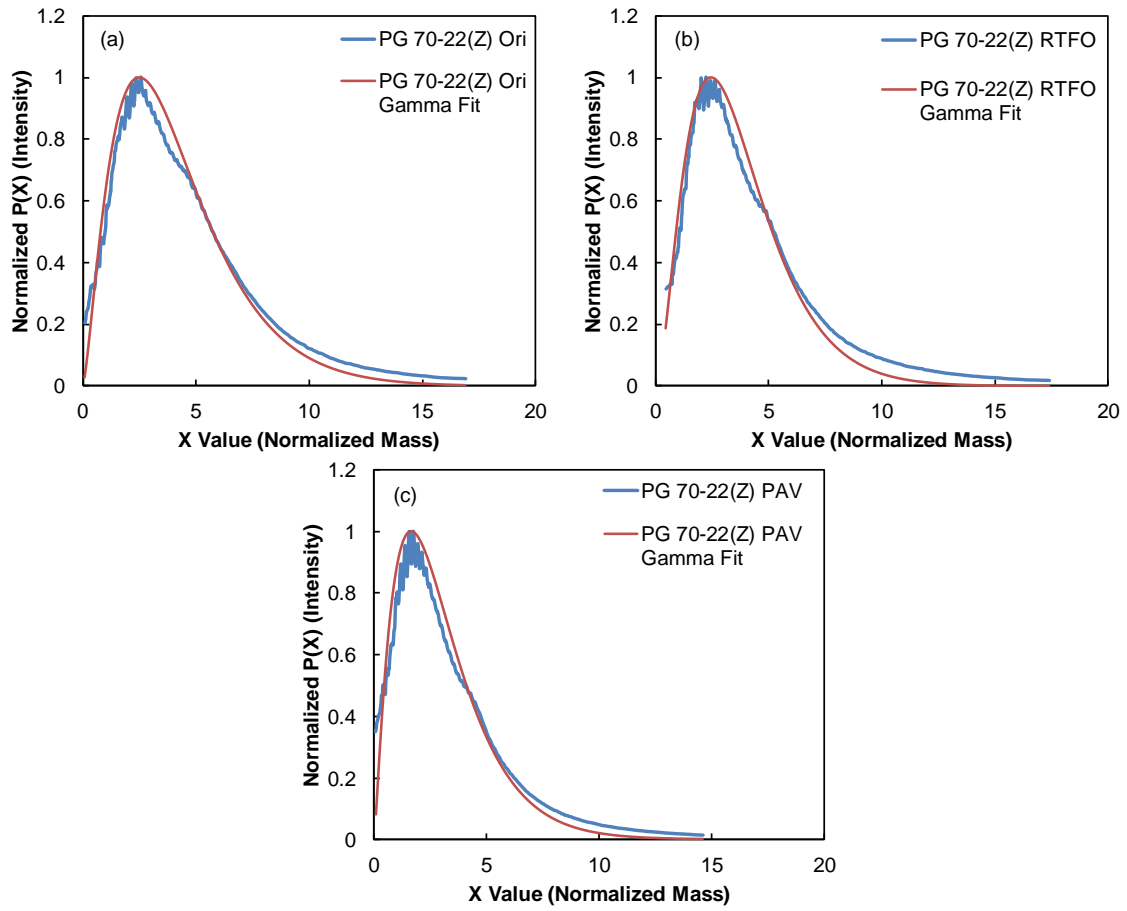 (a)
PG 70-22(Z) Ori
PG 70-22(Z) Ori
Gamma Fit
1.2
1
0.8
0.6
0.4
0.2
0
Normalized P(X) (Intensity)
0 5 10 15 20
X Value (Normalized Mass)
(b)
PG 70-22(Z) RTFO
PG 70-22(Z) RTFO
Gamma Fit
1.2
1
0.8
0.6
0.4
0.2
0
Normalized P(X) (Intensity)
0 5 10 15 20
X Value (Normalized Mass)
(c)
PG 70-22(Z) PAV
PG 70-22(Z) PAV
Gamma Fit
1.2
1
0.8
0.6
0.4
0.2
0
Normalized P(X) (Intensity)
0 5 10 15 20
X Value (Normalized Mass)